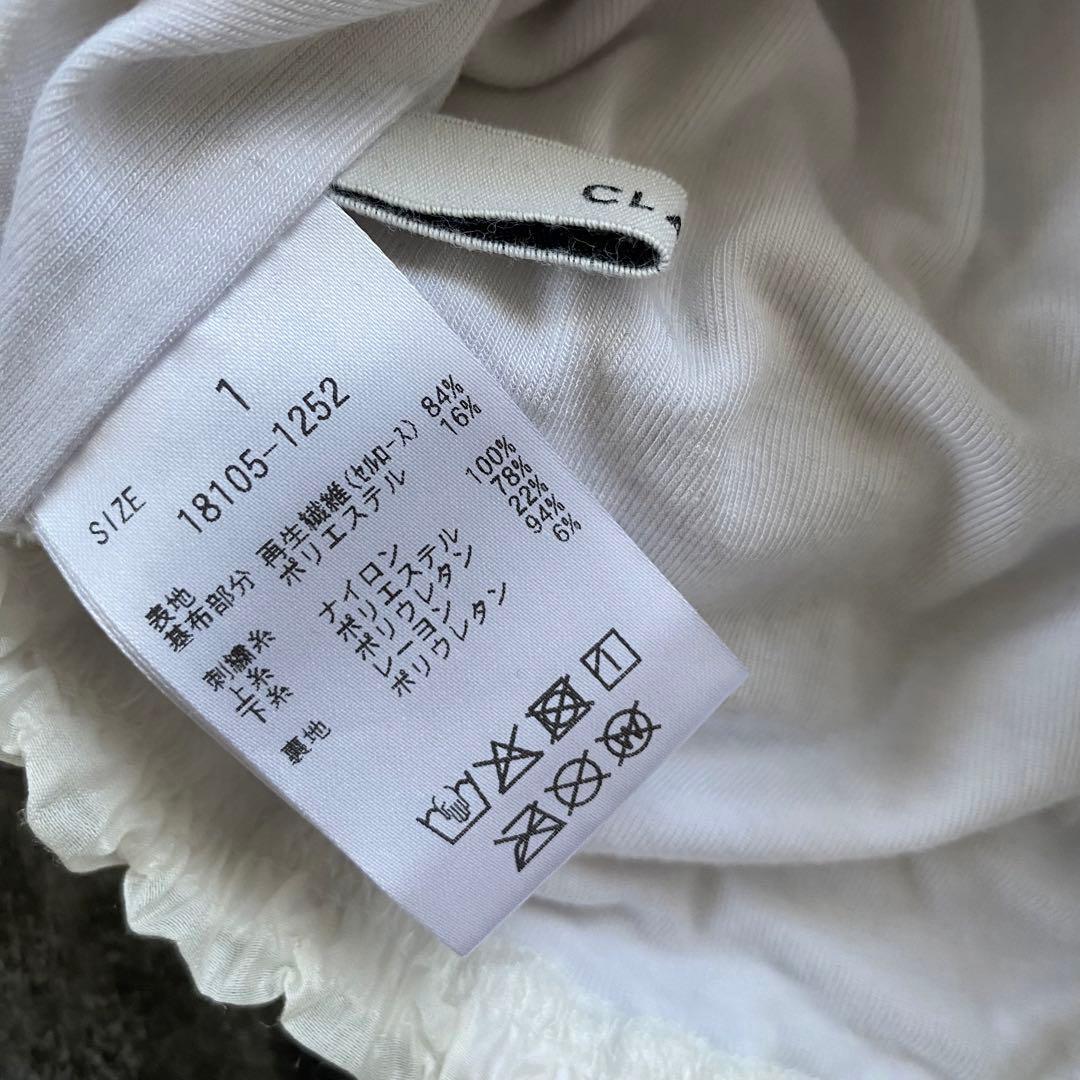 CL
SIZE 1
18105-1252
表地
基布部分 再生繊維(セルロース) 84%
ポリエステル 16%
刺繍糸
上糸 ナイロン 100%
下糸 ポリエステル 78%
ポリウレタン 22%
裏地 レーヨン 94%
ポリウレタン 6%